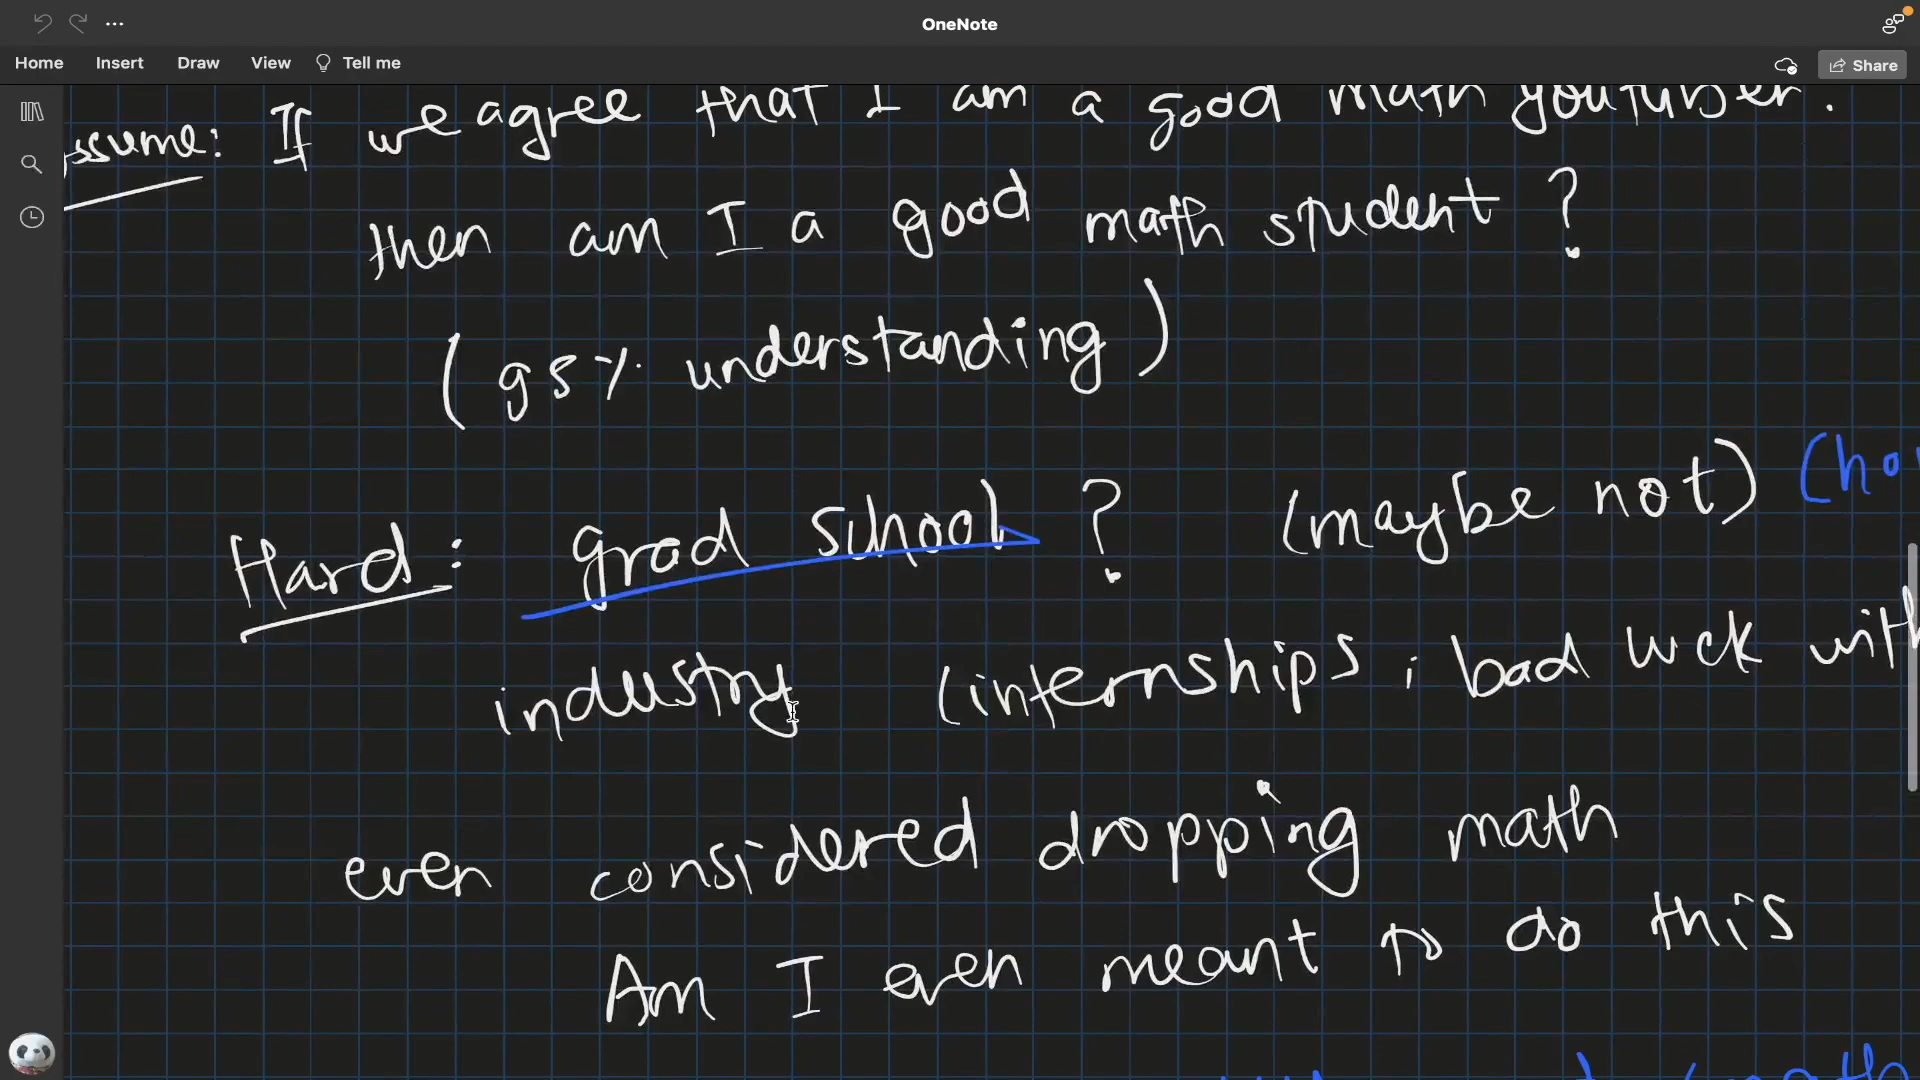 OneNote
Home Insert Draw View Tell me Share
Assume: If we agree that I am a good math youtuber.
then am I a good math student ?
(95% understanding)
Hard: grad school ? (maybe not) (ho
industry (internships ; bad luck with
even considered dropping math
Am I even meant to do this